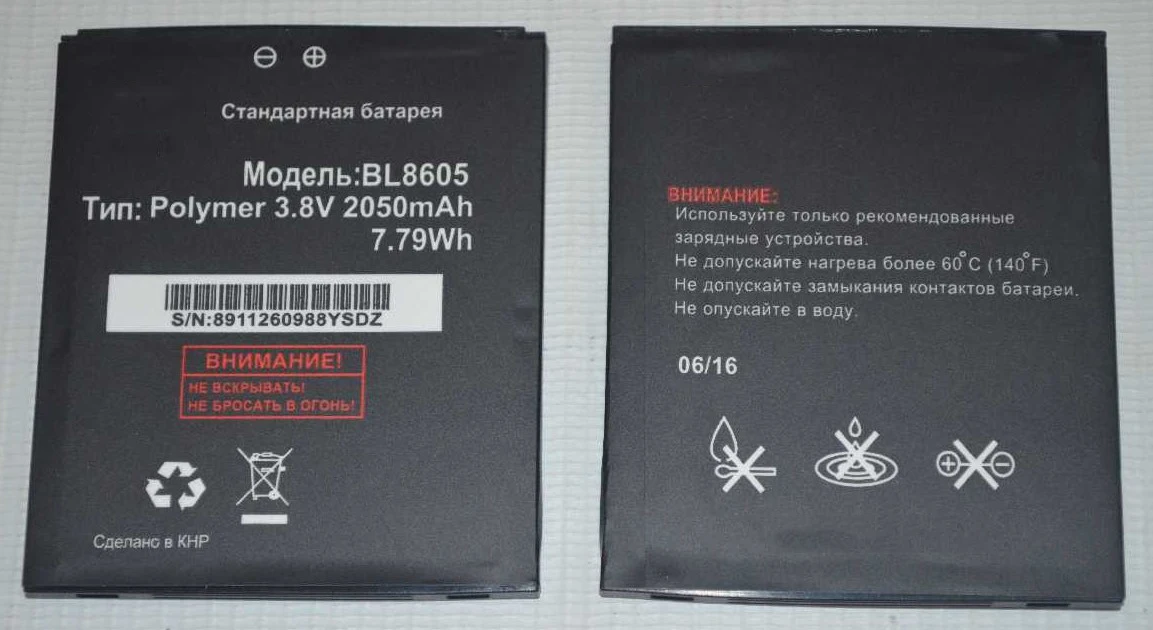 Стандартная батарея
Модель:BL8605
Тип: Polymer 3.8V 2050mAh
7.79Wh
S/N:8911260988YSDZ
ВНИМАНИЕ!
НЕ ВСКРЫВАТЬ!
НЕ БРОСАТЬ В ОГОНЬ!
Сделано в КНР
ВНИМАНИЕ:
Используйте только рекомендованные
зарядные устройства.
Не допускайте нагрева более 60°C (140°F)
Не допускайте замыкания контактов батареи.
Не опускайте в воду.
06/16